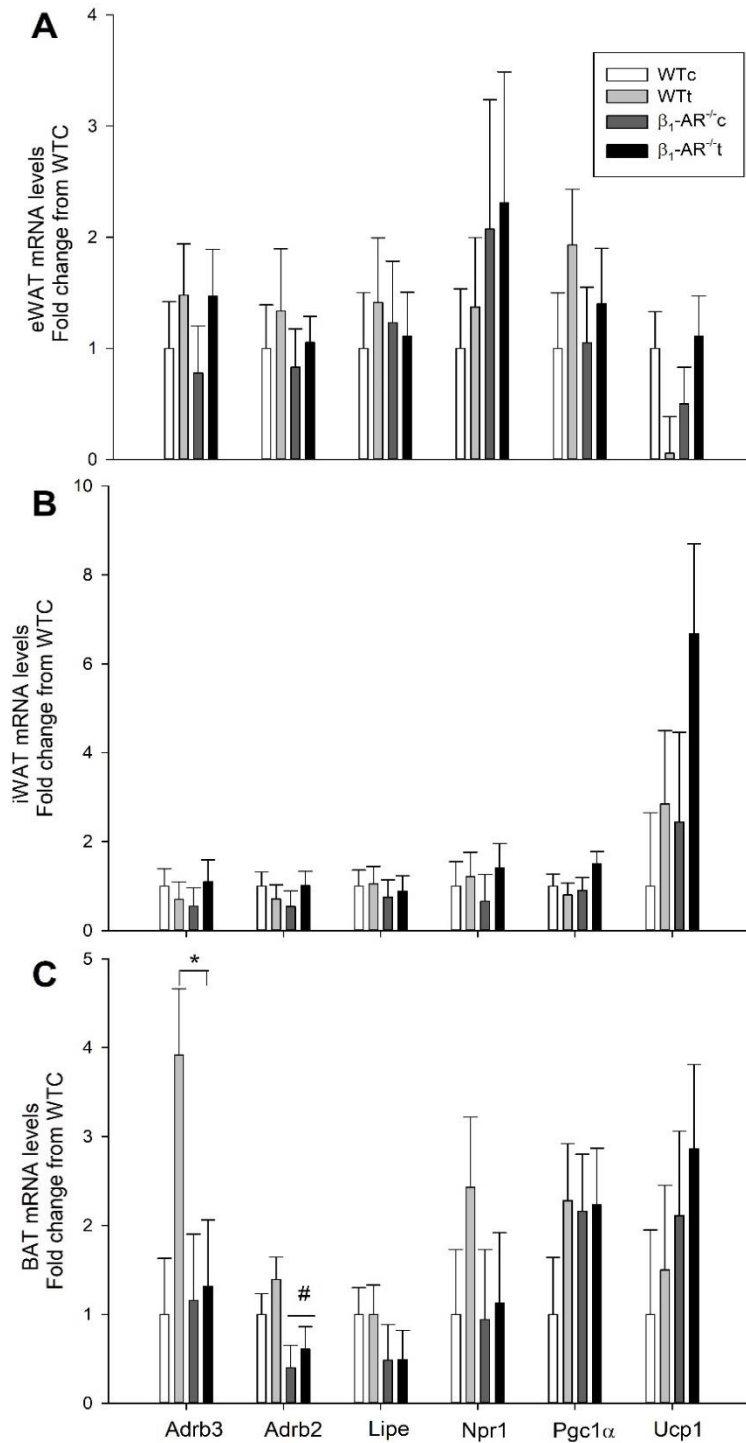 A
4
3
2
1
0
eWAT mRNA levels
Fold change from WTC
WTc
WTt
β₁-AR⁻/⁻c
β₁-AR⁻/⁻t
B
10
8
6
4
2
0
iWAT mRNA levels
Fold change from WTC
C
5
4
3
2
1
0
BAT mRNA levels
Fold change from WTC
*
#
Adrb3 Adrb2 Lipe Npr1 Pgc1α Ucp1